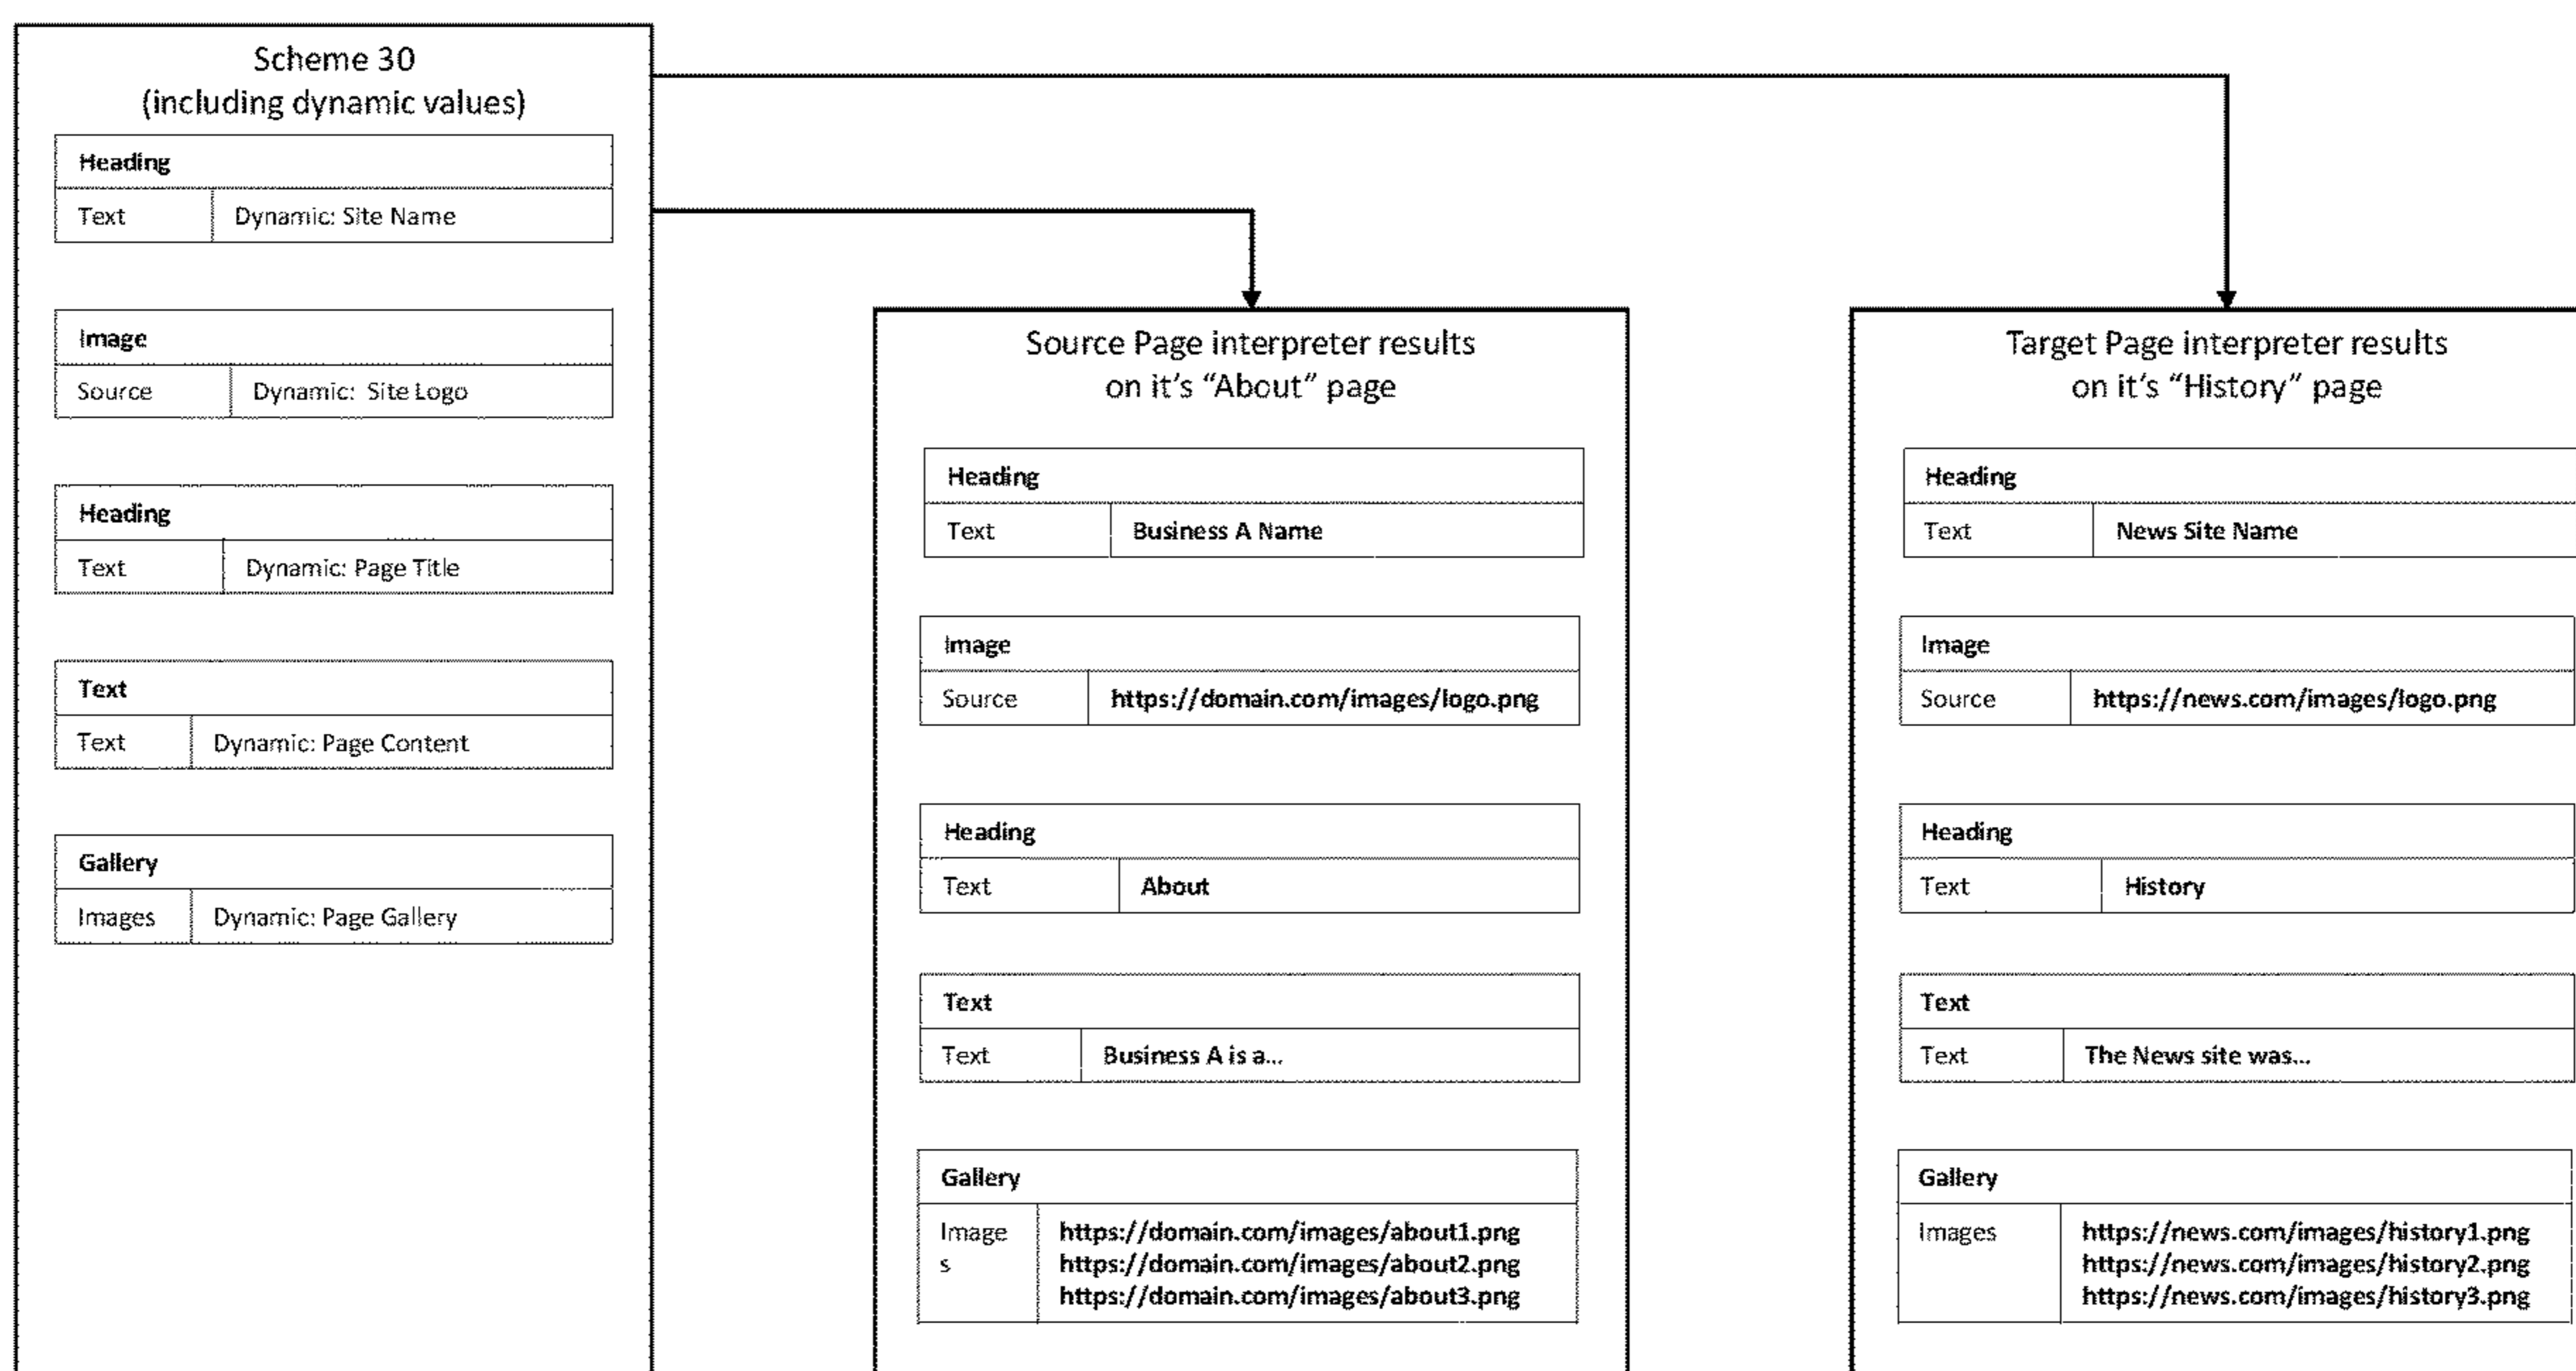 Scheme 30
(including dynamic values)
Heading
Text Dynamic: Site Name
Image
Source Dynamic: Site Logo
Heading
Text Dynamic: Page Title
Text
Text Dynamic: Page Content
Gallery
Images Dynamic: Page Gallery
Source Page interpreter results
on it's “About” page
Heading
Text Business A Name
Image
Source https://domain.com/images/logo.png
Heading
Text About
Text
Text Business A is a...
Gallery
Image https://domain.com/images/about1.png
s https://domain.com/images/about2.png
https://domain.com/images/about3.png
Target Page interpreter results
on it's “History” page
Heading
Text News Site Name
Image
Source https://news.com/images/logo.png
Heading
Text History
Text
Text The News site was...
Gallery
Images https://news.com/images/history1.png
https://news.com/images/history2.png
https://news.com/images/history3.png